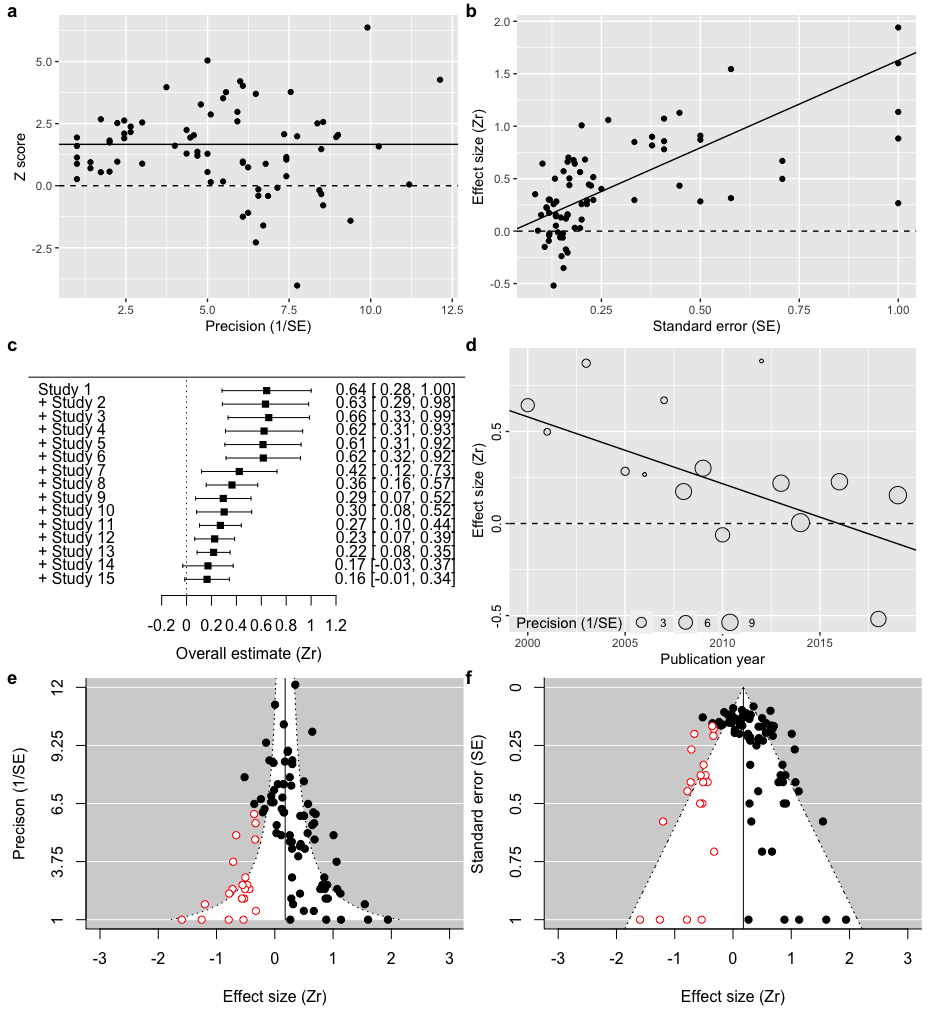 a
5.0
2.5
0.0
-2.5
Z score
2.5
5.0
7.5
10.0
12.5
Precision (1/SE)
b
2.0
1.5
1.0
0.5
0.0
-0.5
Effect size (Zr)
0.25
0.50
0.75
1.00
Standard error (SE)
c
Study 1 0.64 [ 0.28, 1.00]
+ Study 2 0.63 [ 0.29, 0.98]
+ Study 3 0.66 [ 0.33, 0.99]
+ Study 4 0.62 [ 0.31, 0.93]
+ Study 5 0.61 [ 0.31, 0.92]
+ Study 6 0.62 [ 0.32, 0.92]
+ Study 7 0.42 [ 0.12, 0.73]
+ Study 8 0.36 [ 0.16, 0.57]
+ Study 9 0.29 [ 0.07, 0.52]
+ Study 10 0.30 [ 0.08, 0.52]
+ Study 11 0.27 [ 0.10, 0.44]
+ Study 12 0.23 [ 0.07, 0.39]
+ Study 13 0.22 [ 0.08, 0.35]
+ Study 14 0.17 [-0.03, 0.37]
+ Study 15 0.16 [-0.01, 0.34]
-0.2 0 0.2 0.4 0.6 0.8 1 1.2
Overall estimate (Zr)
d
0.5
0.0
-0.5
Effect size (Zr)
Precision (1/SE) 3 6 9
2000 2005 2010 2015
Publication year
e
12
9.25
6.5
3.75
1
Precison (1/SE)
-3 -2 -1 0 1 2 3
Effect size (Zr)
f
0
0.25
0.5
0.75
1
Standard error (SE)
-3 -2 -1 0 1 2 3
Effect size (Zr)